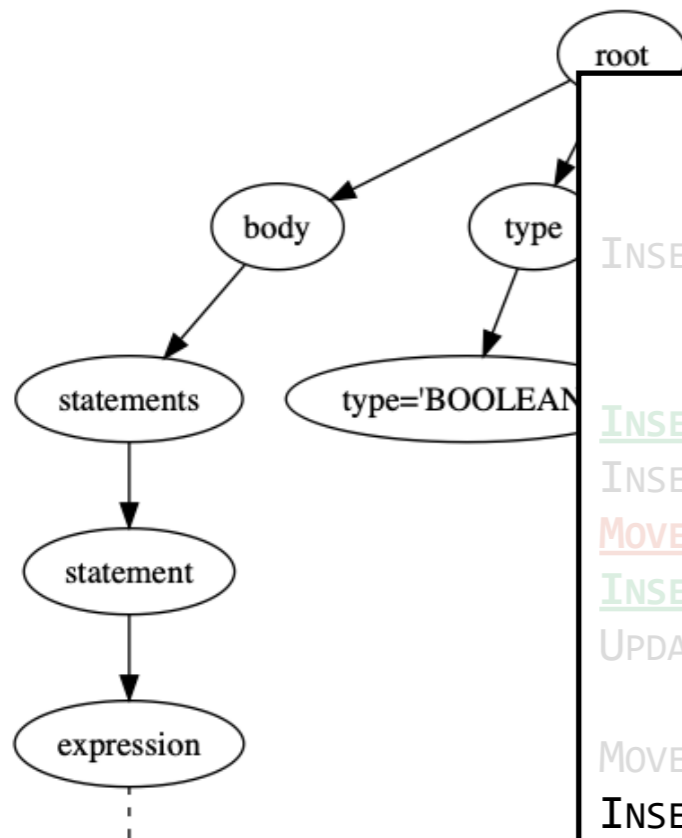 root
body
type
INSE
statements
type='BOOLEAN
INSE
INSE
MOVE
statement
INSE
UPDA
expression
MOVE
INSE